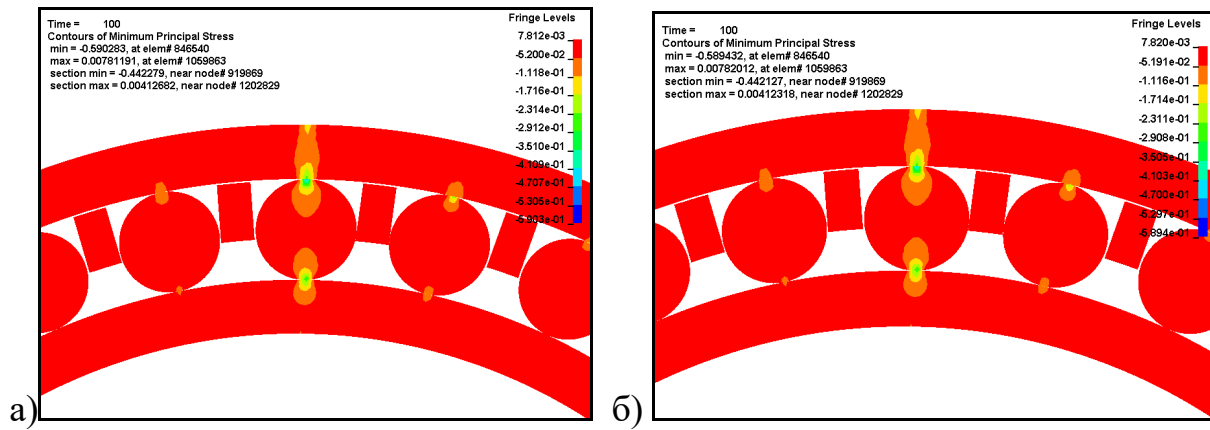 Time = 100
Contours of Minimum Principal Stress
min = -0.590283, at elem# 846540
max = 0.00781191, at elem# 1059863
section min = -0.442279, near node# 919869
section max = 0.00412682, near node# 1202829
Fringe Levels
7.812e-03
-5.200e-02
-1.118e-01
-1.716e-01
-2.314e-01
-2.912e-01
-3.510e-01
-4.109e-01
-4.707e-01
-5.305e-01
-5.903e-01
а)
Time = 100
Contours of Minimum Principal Stress
min = -0.589432, at elem# 846540
max = 0.00782012, at elem# 1059863
section min = -0.442127, near node# 919869
section max = 0.00412318, near node# 1202829
Fringe Levels
7.820e-03
-5.191e-02
-1.116e-01
-1.714e-01
-2.311e-01
-2.908e-01
-3.505e-01
-4.103e-01
-4.700e-01
-5.297e-01
-5.894e-01
б)